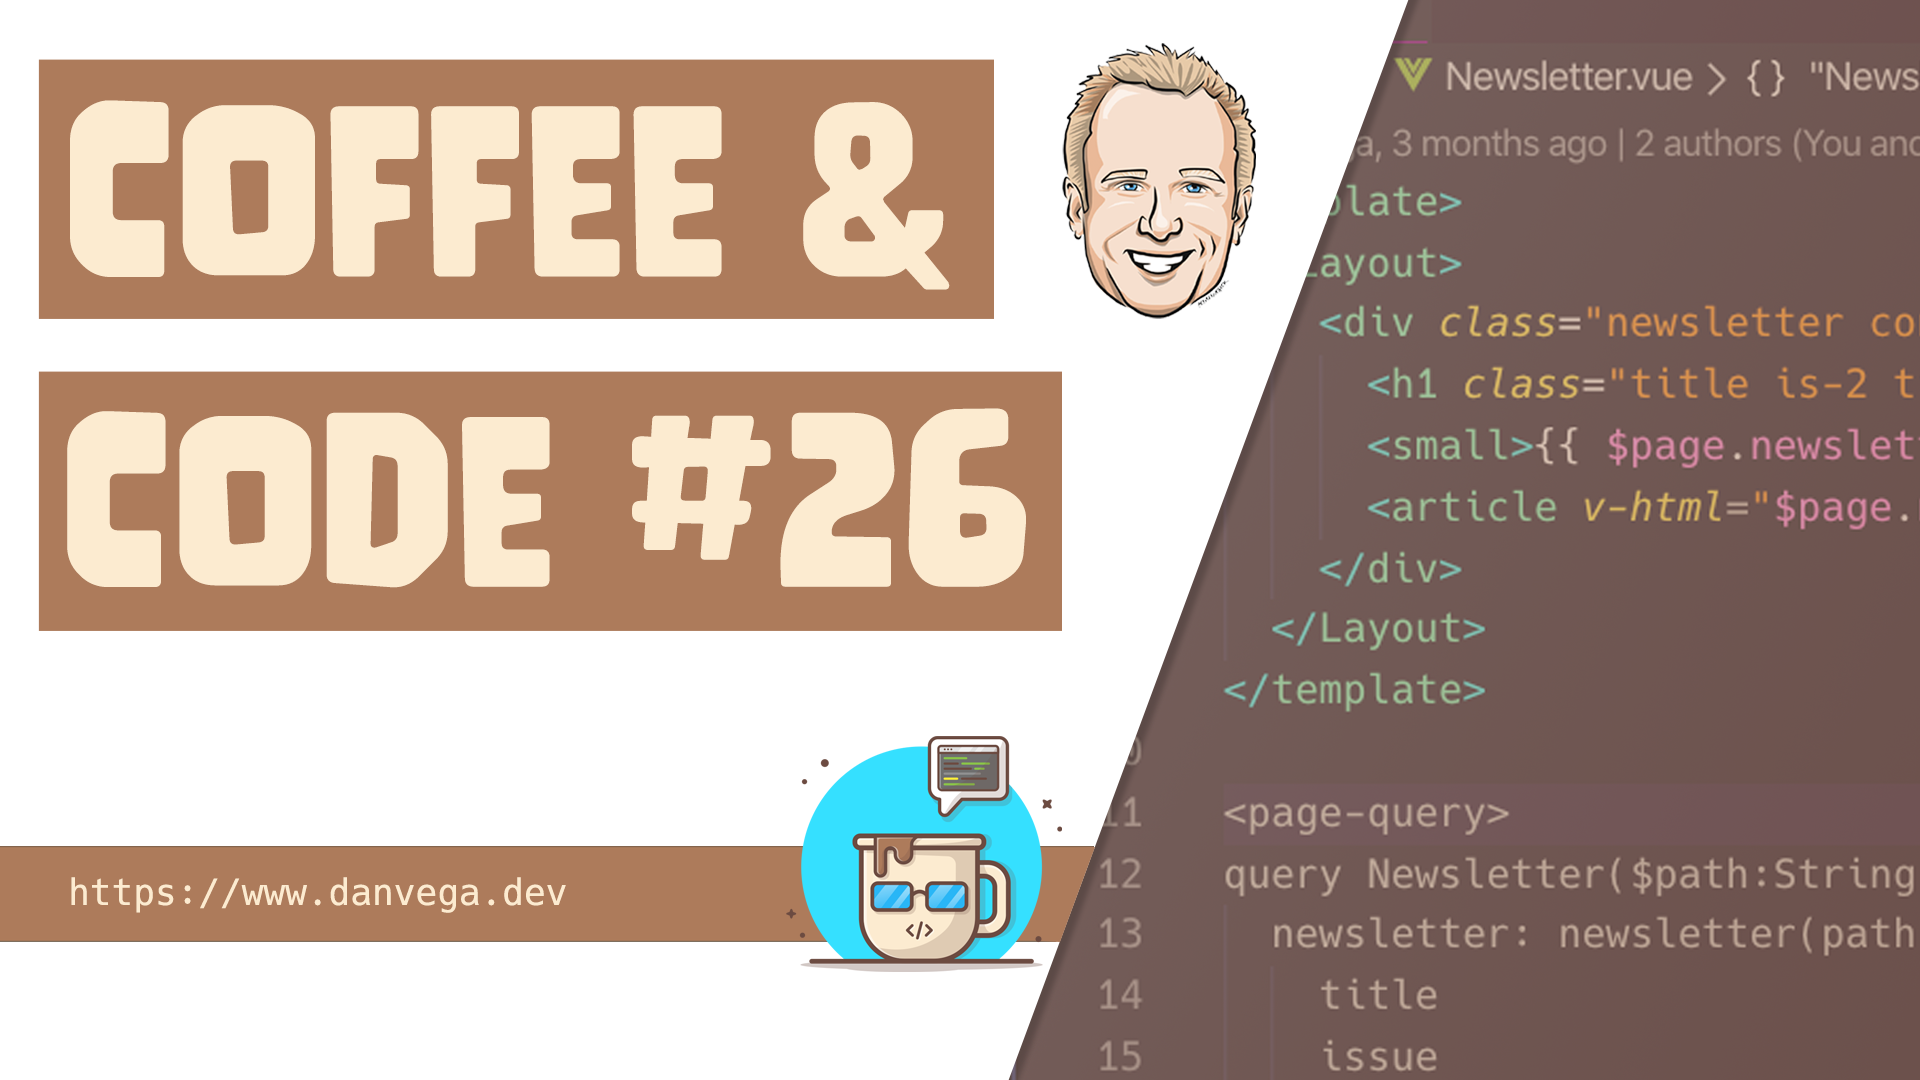 COFFEE &
CODE #26
https://www.danvega.dev
</>
Newsletter.vue > {} "News
a, 3 months ago | 2 authors (You and
plate>
Layout>
<div class="newsletter co
<h1 class="title is-2 t
<small>{{ $page.newslet
<article v-html="$page.
</div>
</Layout>
</template>
0
11 <page-query>
12 query Newsletter($path:String
13 newsletter: newsletter(path
14 title
15 issue